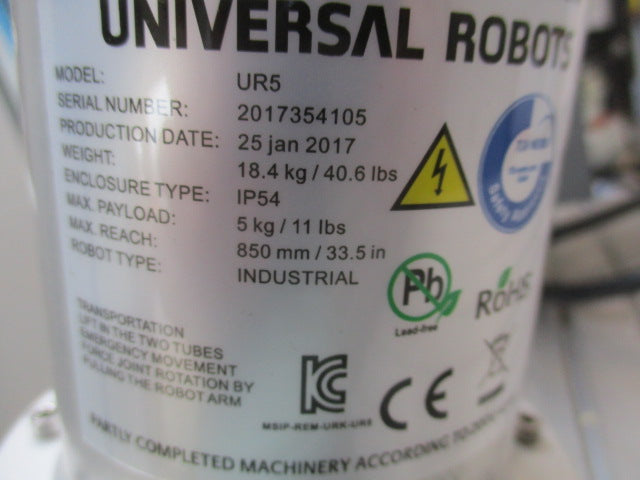 UNIVERSAL ROBOTS
MODEL: UR5
SERIAL NUMBER: 2017354105
PRODUCTION DATE: 25 jan 2017
WEIGHT: 18.4 kg / 40.6 lbs
ENCLOSURE TYPE: IP54
MAX. PAYLOAD: 5 kg / 11 lbs
MAX. REACH: 850 mm / 33.5 in
ROBOT TYPE: INDUSTRIAL
Pb
Lead-free
RoHS
TRANSPORTATION
LIFT IN THE TWO TUBES
EMERGENCY MOVEMENT
FORCE JOINT ROTATION BY
PULLING THE ROBOT ARM
KC
MSIP-REM-URK-UR5
CE
PARTLY COMPLETED MACHINERY ACCORDING TO